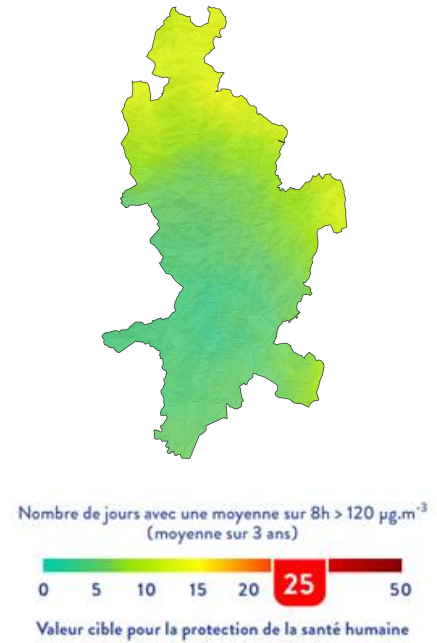 Nombre de jours avec une moyenne sur 8h > 120 µg.m⁻³
(moyenne sur 3 ans)
0 5 10 15 20 25 50
Valeur cible pour la protection de la santé humaine